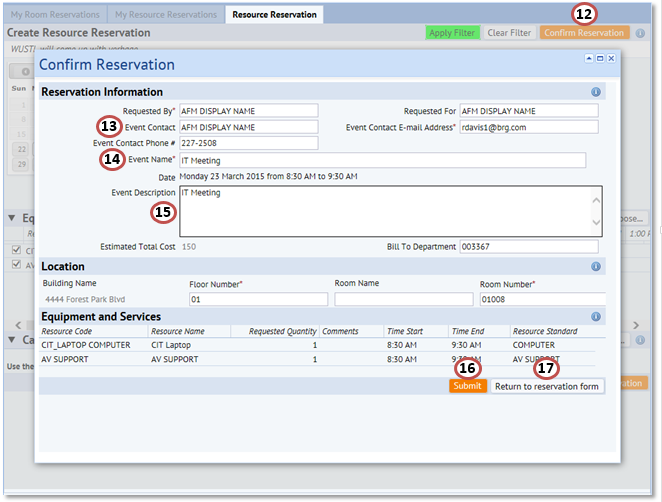 My Room Reservations My Resource Reservations Resource Reservation
12
Create Resource Reservation Apply Filter Clear Filter Confirm Reservation
WUSTL will come up with verbage
Confirm Reservation
Sun
22
29
Reservation Information
Requested By* AFM DISPLAY NAME Requested For AFM DISPLAY NAME
13 Event Contact AFM DISPLAY NAME Event Contact E-mail Address* rdavis1@brg.com
Event Contact Phone # 227-2508
14 Event Name* IT Meeting
Date Monday 23 March 2015 from 8:30 AM to 9:30 AM
Event Description IT Meeting
15
Estimated Total Cost 150 Bill To Department 003367
1:00
CIT
AV
Location
Building Name Floor Number* Room Name Room Number*
4444 Forest Park Blvd 01 01008
Equipment and Services
Resource Code Resource Name Requested Quantity Comments Time Start Time End Resource Standard
CIT_LAPTOP COMPUTER CIT Laptop 1 8:30 AM 9:30 AM COMPUTER
AV SUPPORT AV SUPPORT 1 8:30 AM 9:30 AM AV SUPPORT
16 17
Submit Return to reservation form
Use the